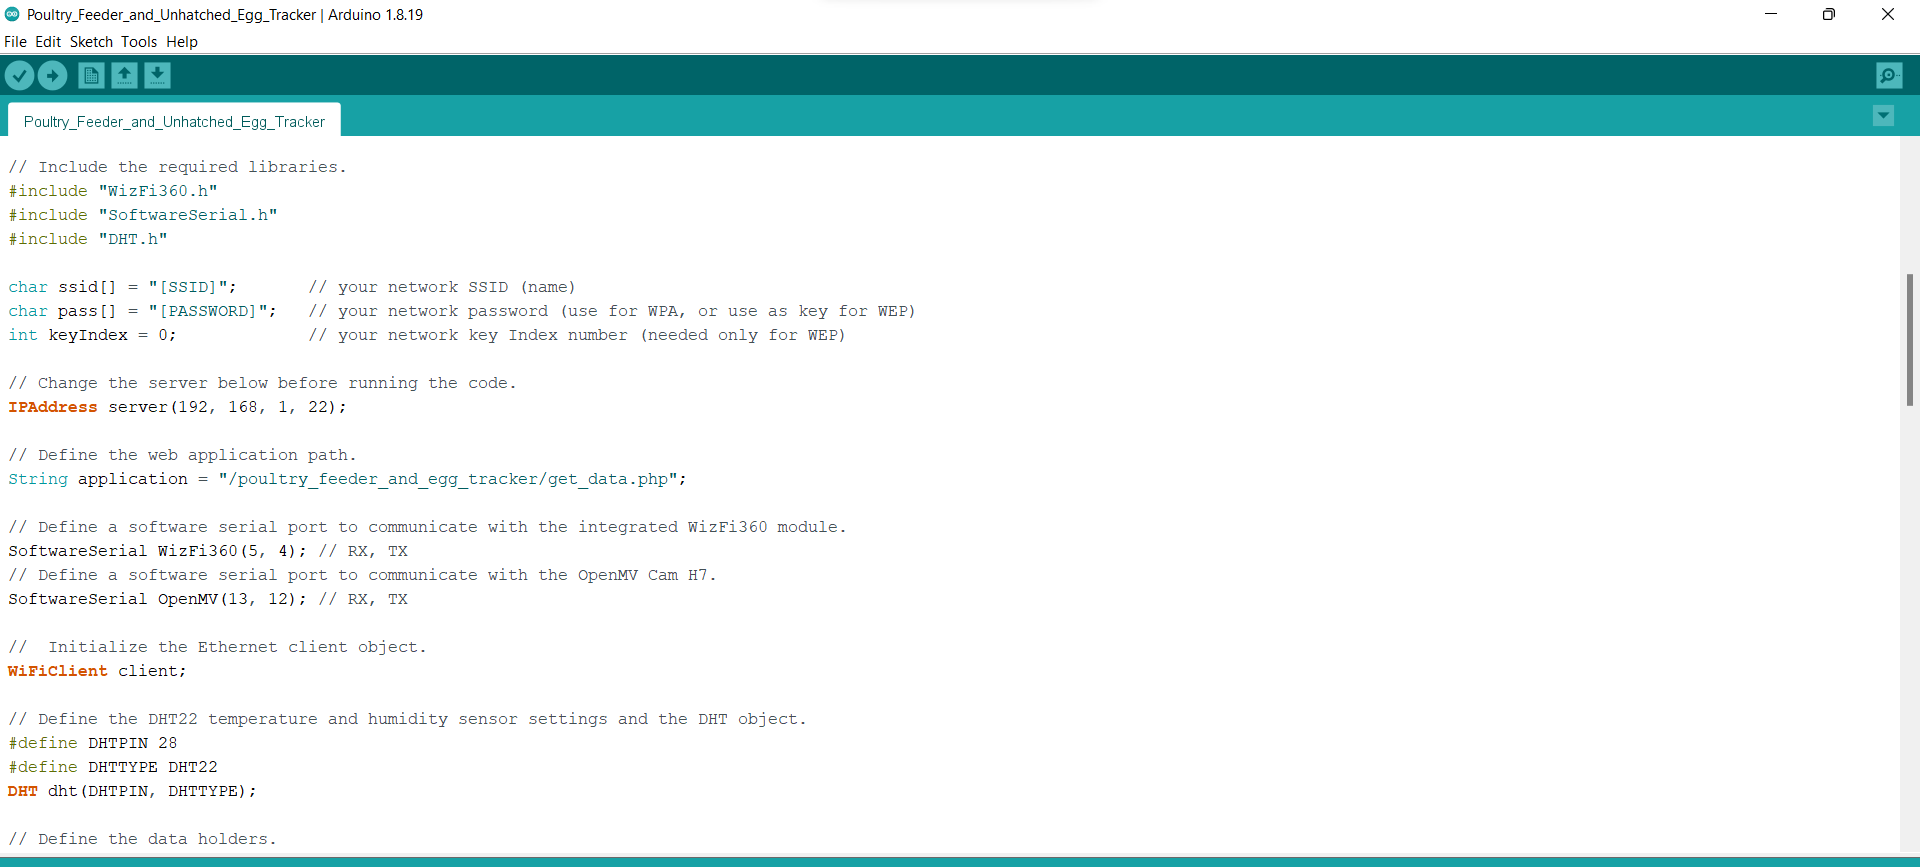 Poultry_Feeder_and_Unhatched_Egg_Tracker | Arduino 1.8.19
File Edit Sketch Tools Help
Poultry_Feeder_and_Unhatched_Egg_Tracker
// Include the required libraries.
#include "WizFi360.h"
#include "SoftwareSerial.h"
#include "DHT.h"
char ssid[] = "[SSID]";       // your network SSID (name)
char pass[] = "[PASSWORD]";   // your network password (use for WPA, or use as key for WEP)
int keyIndex = 0;             // your network key Index number (needed only for WEP)
// Change the server below before running the code.
IPAddress server(192, 168, 1, 22);
// Define the web application path.
String application = "/poultry_feeder_and_egg_tracker/get_data.php";
// Define a software serial port to communicate with the integrated WizFi360 module.
SoftwareSerial WizFi360(5, 4); // RX, TX
// Define a software serial port to communicate with the OpenMV Cam H7.
SoftwareSerial OpenMV(13, 12); // RX, TX
//  Initialize the Ethernet client object.
WiFiClient client;
// Define the DHT22 temperature and humidity sensor settings and the DHT object.
#define DHTPIN 28
#define DHTTYPE DHT22
DHT dht(DHTPIN, DHTTYPE);
// Define the data holders.